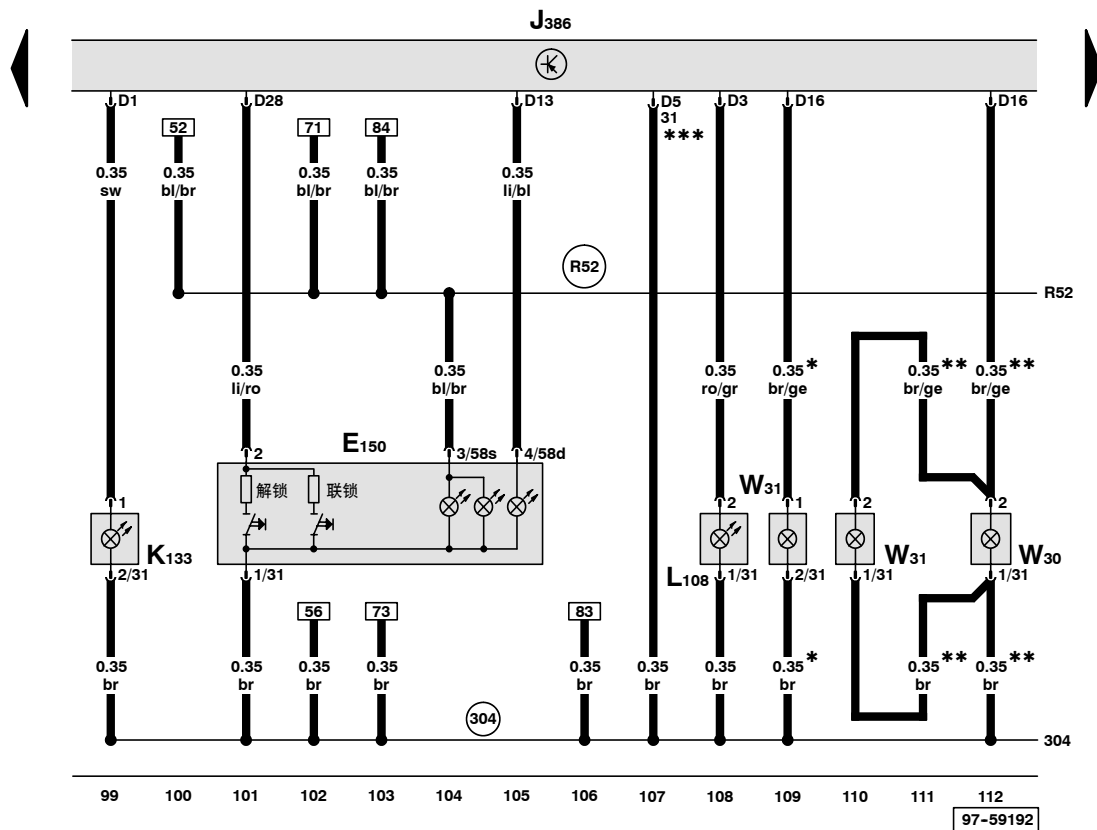 J386
D1 D28 D13 D5 D3 D16 D16
31
***
52 71 84
0.35 0.35 0.35 0.35 0.35
sw bl/br bl/br bl/br li/bl
R52
R52
0.35 0.35 0.35 0.35* 0.35** 0.35**
li/ro bl/br ro/gr br/ge br/ge br/ge
E150
2 3/58s 4/58d
W31
1 解锁 联锁 2 1 2 2
K133 W31 W30
2/31 1/31 L108 1/31 2/31 1/31 1/31
56 73 83
0.35 0.35 0.35 0.35 0.35 0.35 0.35 0.35* 0.35** 0.35**
br br br br br br br br br br
304
304
99 100 101 102 103 104 105 106 107 108 109 110 111 112
97-59192